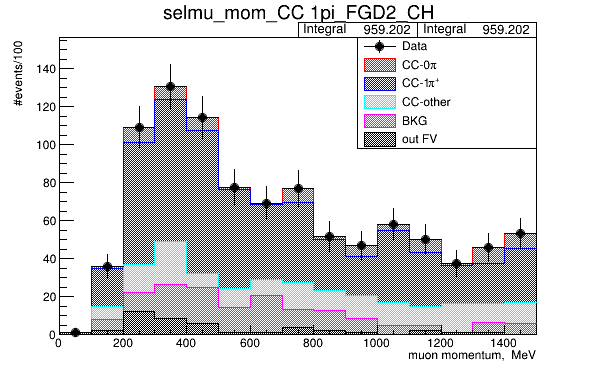 selmu_mom_CC 1pi_FGD2_CH
Integral 959.202 Integral 959.202
Data
CC-0π
CC-1π⁺
CC-other
BKG
out FV
#events/100
140
120
100
80
60
40
20
0
0 200 400 600 800 1000 1200 1400
muon momentum, MeV